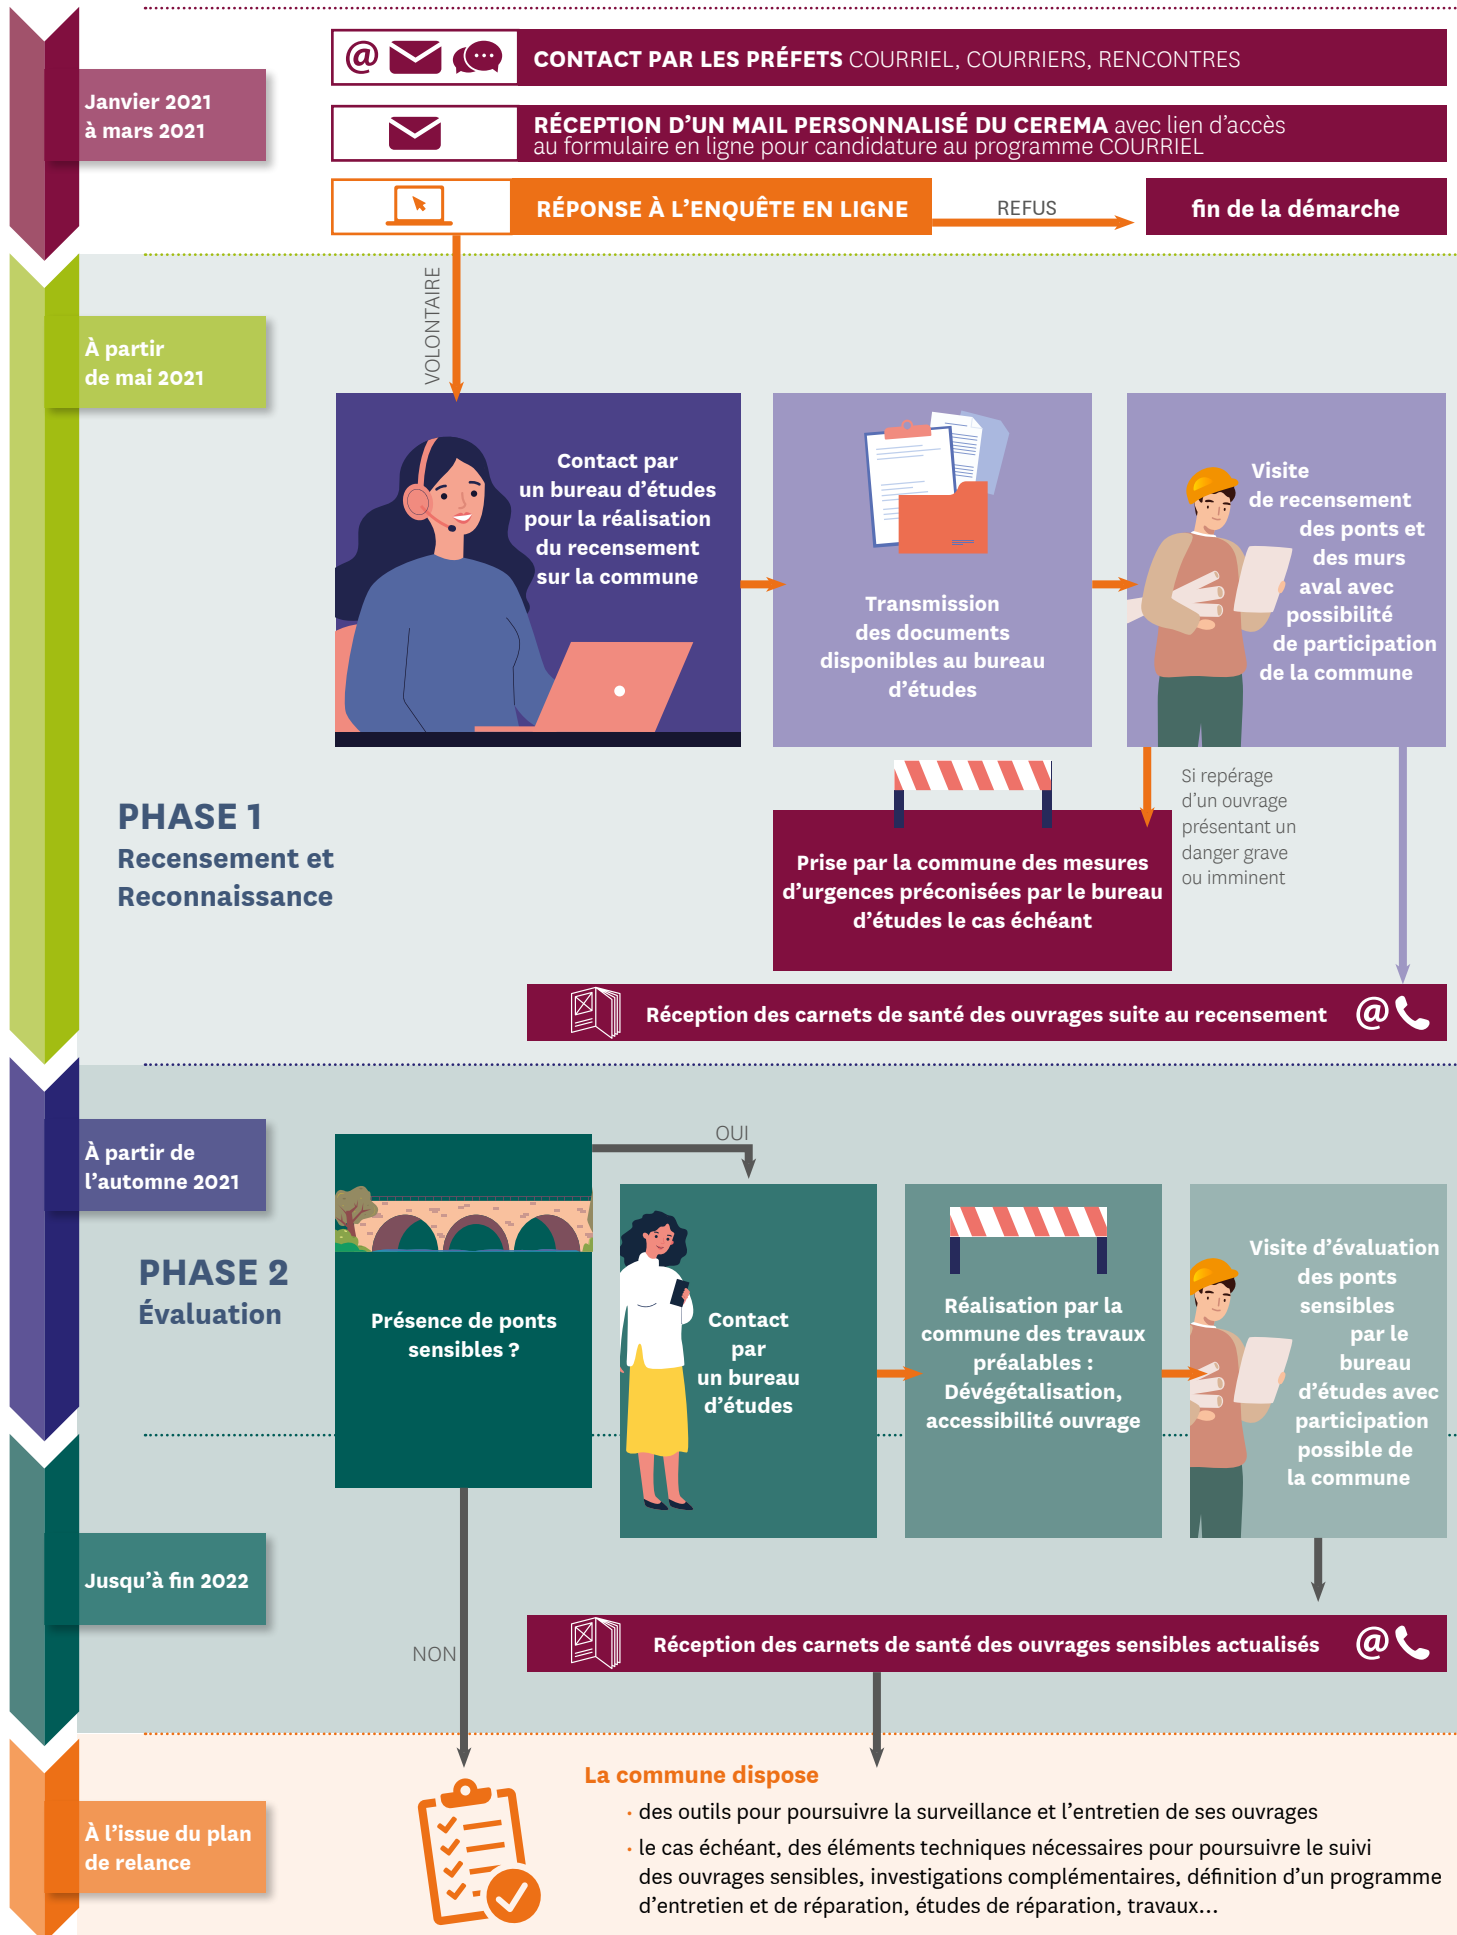 Janvier 2021
à mars 2021
@ CONTACT PAR LES PRÉFETS COURRIEL, COURRIERS, RENCONTRES
RÉCEPTION D'UN MAIL PERSONNALISÉ DU CEREMA avec lien d'accès
au formulaire en ligne pour candidature au programme COURRIEL
RÉPONSE À L'ENQUÊTE EN LIGNE
REFUS
fin de la démarche
VOLONTAIRE
À partir
de mai 2021
Contact par
un bureau d'études
pour la réalisation
du recensement
sur la commune
Transmission
des documents
disponibles au bureau
d'études
Visite
de recensement
des ponts et
des murs
aval avec
possibilité
de participation
de la commune
PHASE 1
Recensement et
Reconnaissance
Si repérage
d'un ouvrage
présentant un
danger grave
ou imminent
Prise par la commune des mesures
d'urgences préconisées par le bureau
d'études le cas échéant
Réception des carnets de santé des ouvrages suite au recensement @
À partir de
l'automne 2021
PHASE 2
Évaluation
Présence de ponts
sensibles ?
OUI
Contact
par
un bureau
d'études
Réalisation par la
commune des travaux
préalables :
Dévégétalisation,
accessibilité ouvrage
Visite d'évaluation
des ponts
sensibles
par le
bureau
d'études avec
participation
possible de
la commune
Jusqu'à fin 2022
NON
Réception des carnets de santé des ouvrages sensibles actualisés @
À l'issue du plan
de relance
La commune dispose
• des outils pour poursuivre la surveillance et l'entretien de ses ouvrages
• le cas échéant, des éléments techniques nécessaires pour poursuivre le suivi
des ouvrages sensibles, investigations complémentaires, définition d'un programme
d'entretien et de réparation, études de réparation, travaux...